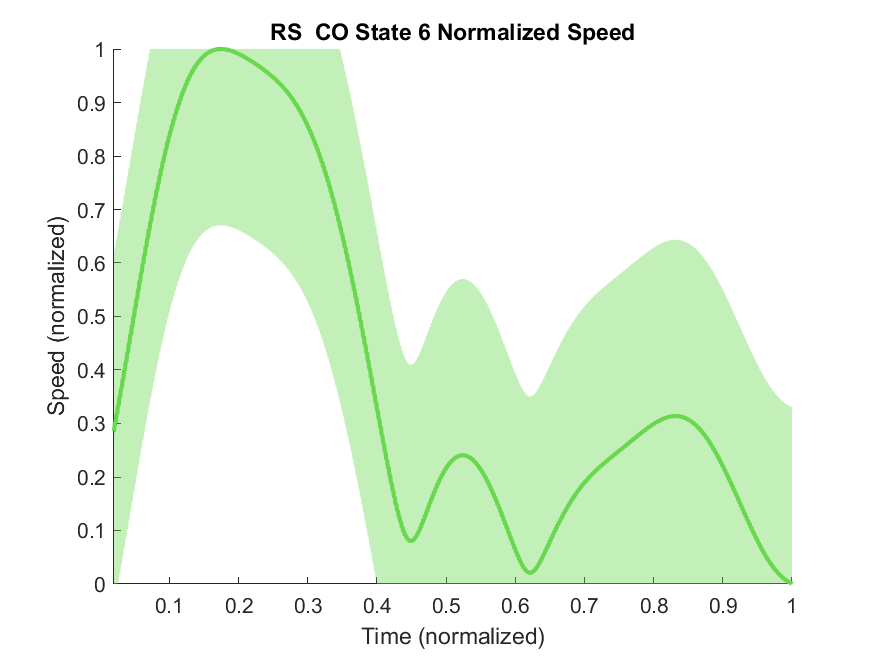 RS  CO State 6 Normalized Speed
1
0.9
0.8
0.7
0.6
0.5
0.4
0.3
0.2
0.1
0
Speed (normalized)
0.1 0.2 0.3 0.4 0.5 0.6 0.7 0.8 0.9 1
Time (normalized)